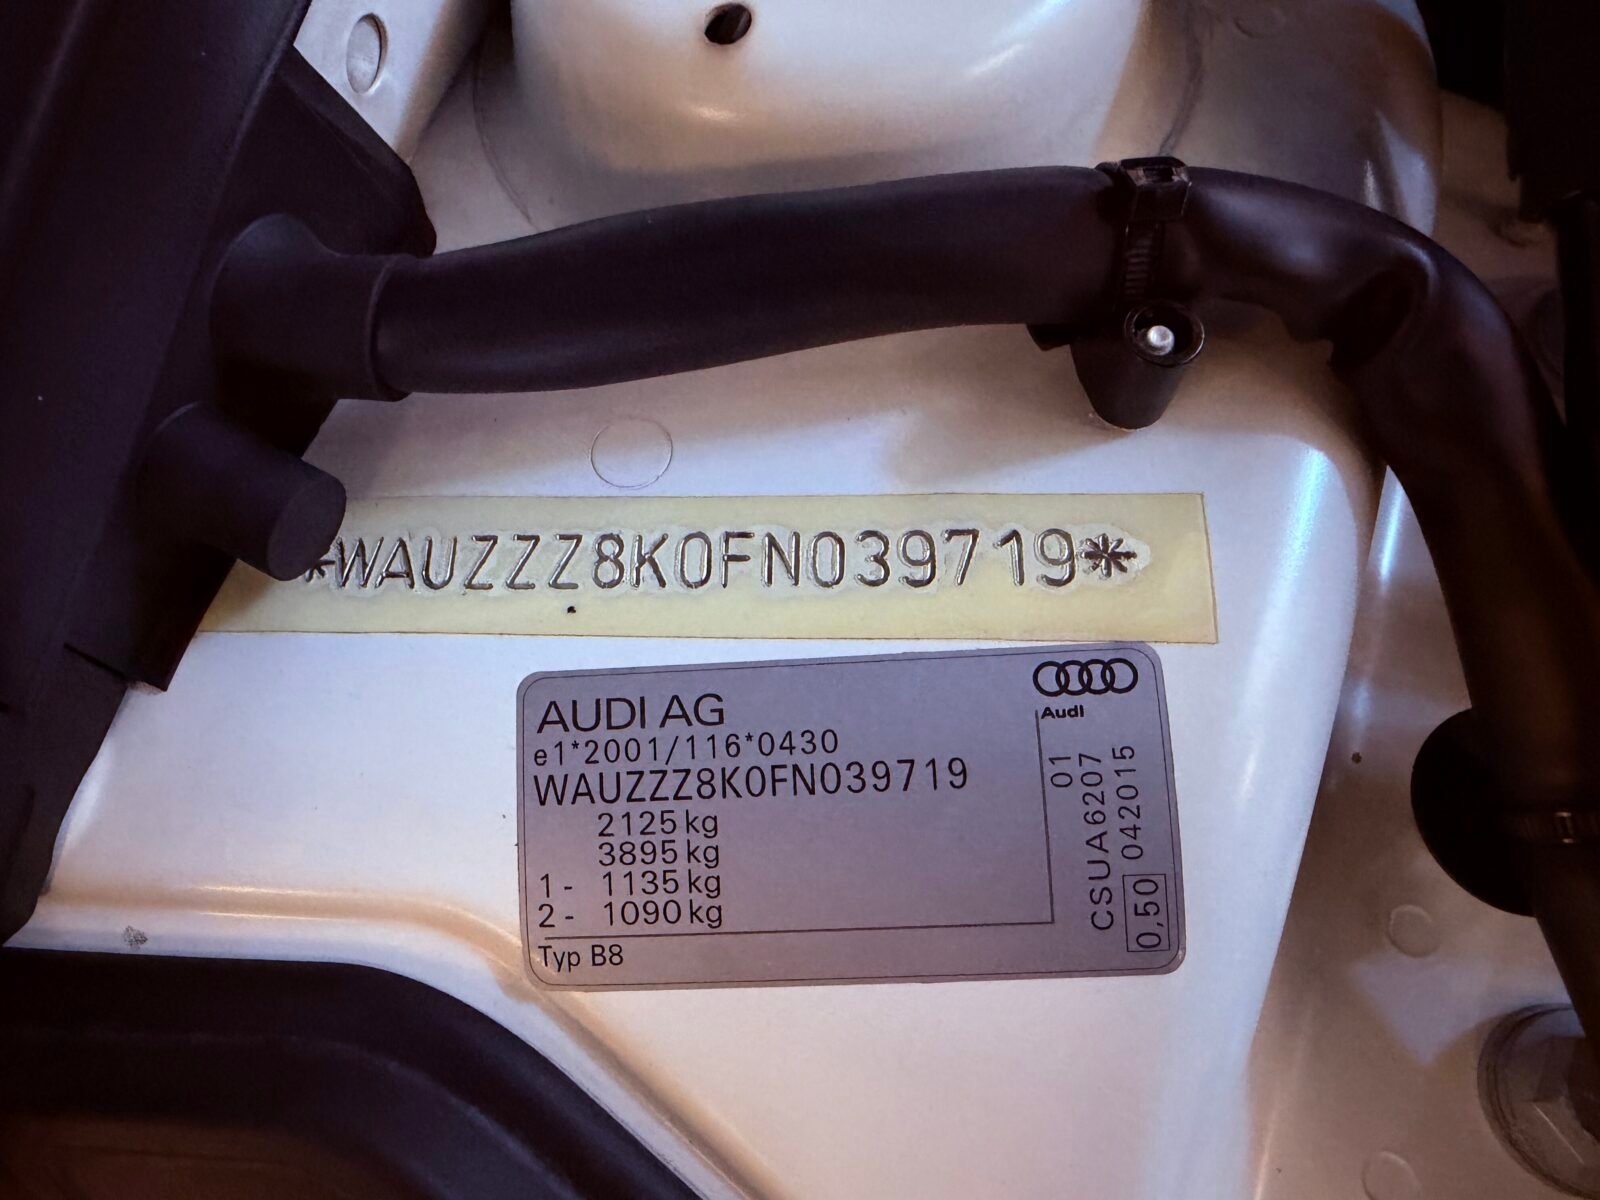 *WAUZZZ8K0FN039719*
AUDI AG
Audi
e1*2001/116*0430
WAUZZZ8K0FN039719
2125 kg
3895 kg
1 - 1135 kg
2 - 1090 kg
Typ B8
01
CSUA6207
0,50 042015